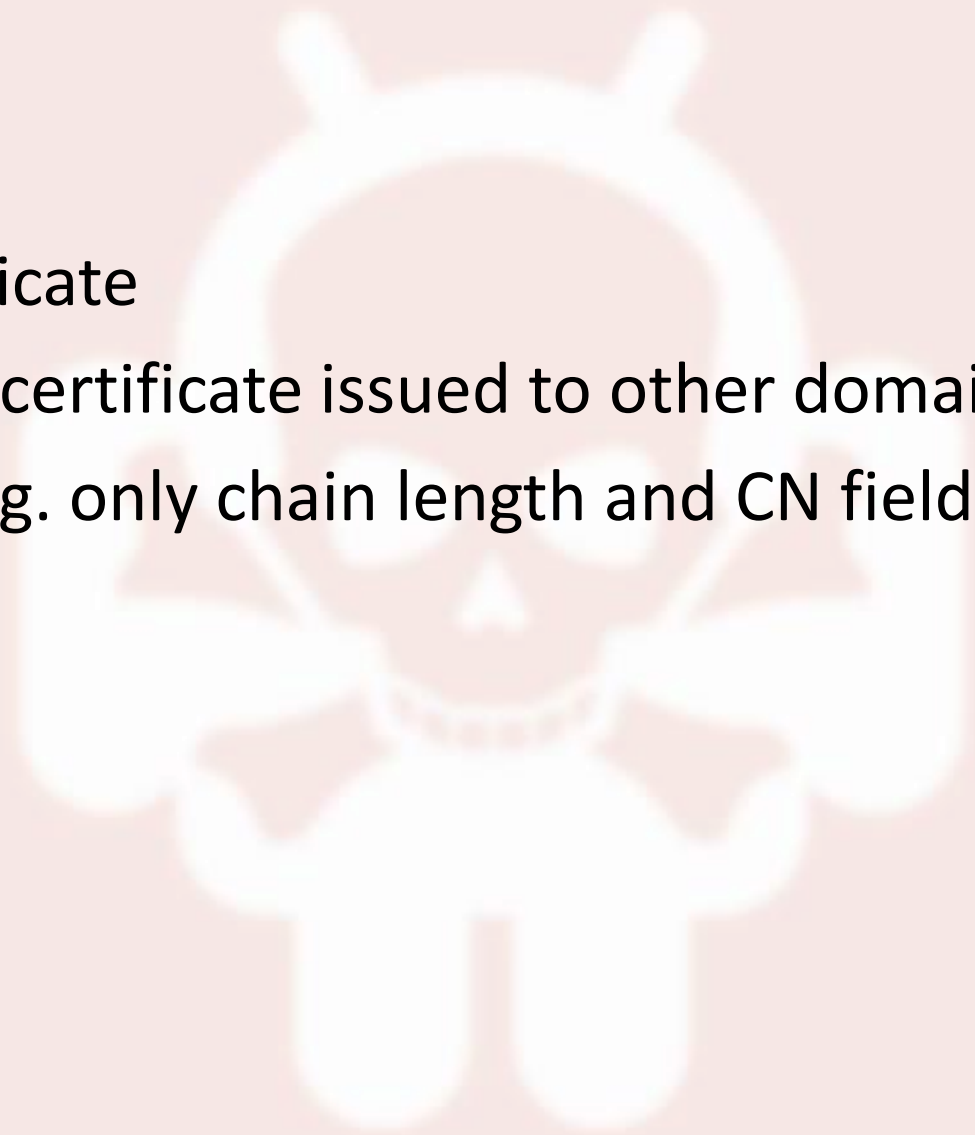 icate
certificate issued to other domai
g. only chain length and CN field